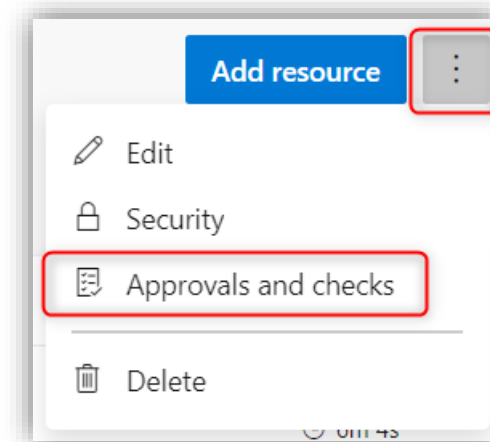 Add resource
Edit
Security
Approvals and checks
Delete